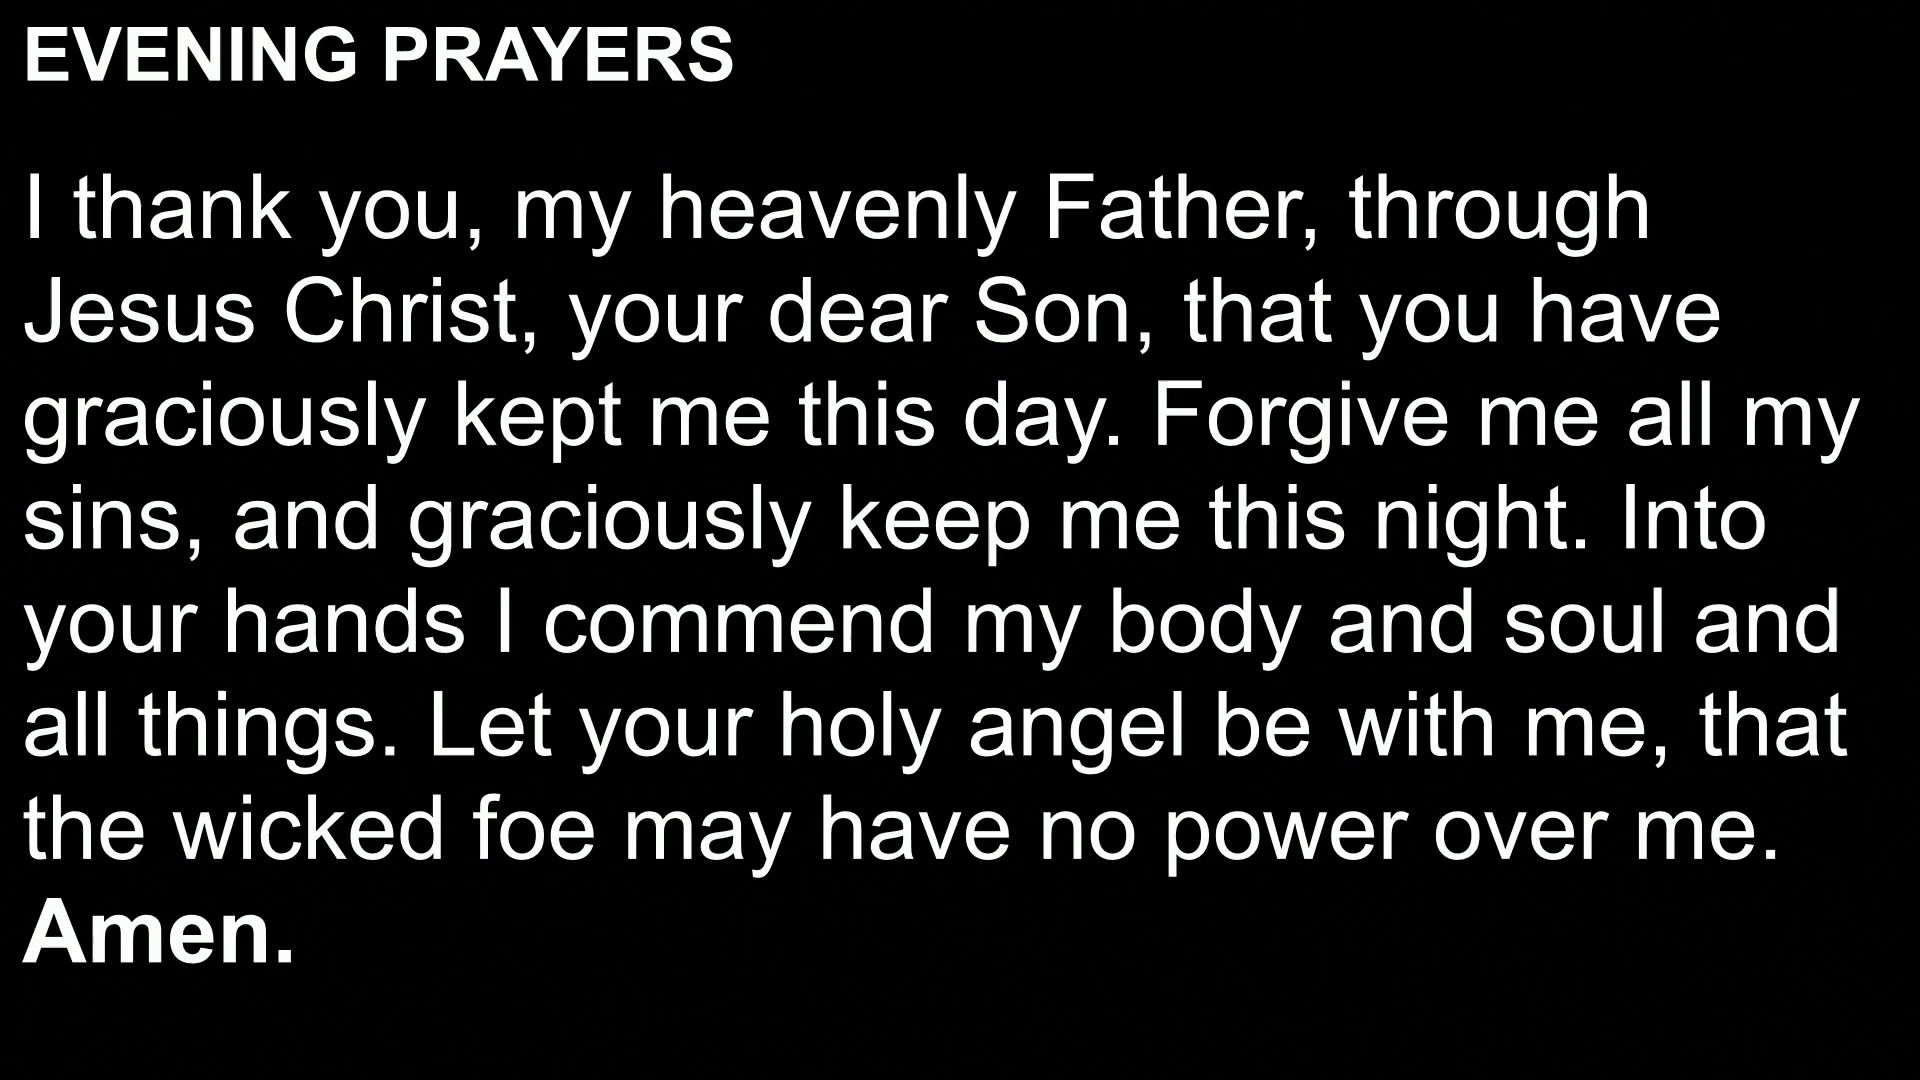 EVENING PRAYERS
I thank you, my heavenly Father, through
Jesus Christ, your dear Son, that you have
graciously kept me this day. Forgive me all my
sins, and graciously keep me this night. Into
your hands I commend my body and soul and
all things. Let your holy angel be with me, that
the wicked foe may have no power over me.
Amen.